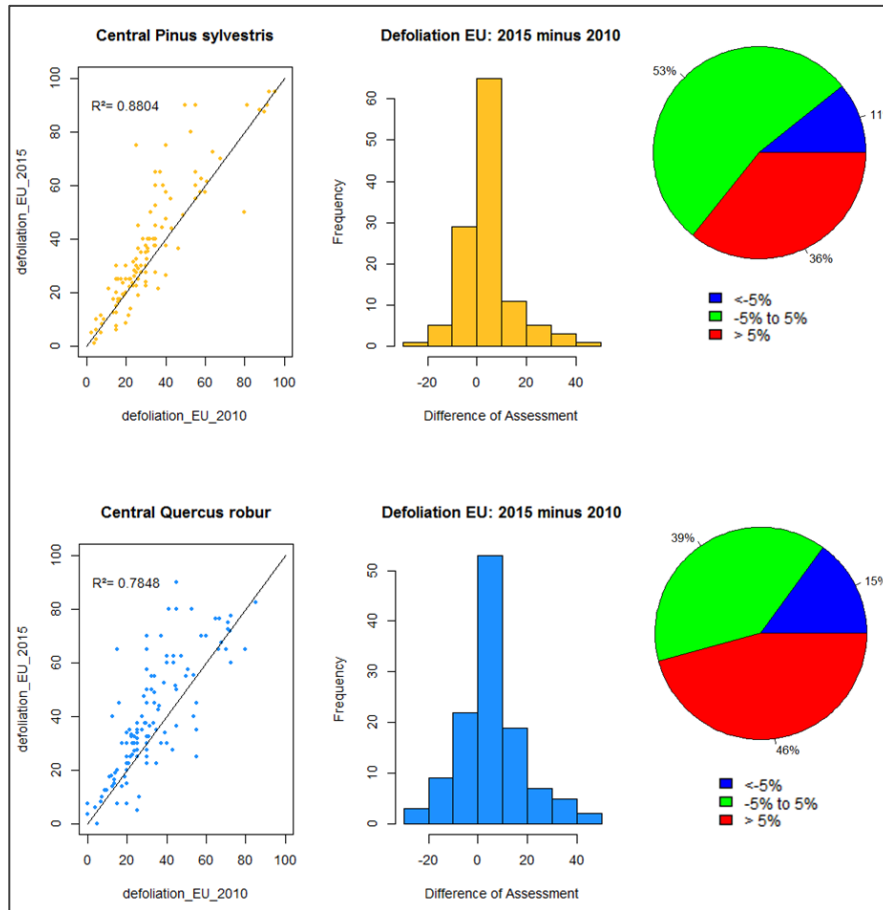 Central Pinus sylvestris
R²= 0.8804
defoliation_EU_2015
0 20 40 60 80 100
0 20 40 60 80 100
defoliation_EU_2010
Defoliation EU: 2015 minus 2010
Frequency
0 10 20 30 40 50 60
-20 0 20 40
Difference of Assessment
53%
11
36%
<-5%
-5% to 5%
> 5%
Central Quercus robur
R²= 0.7848
defoliation_EU_2015
0 20 40 60 80 100
0 20 40 60 80 100
defoliation_EU_2010
Defoliation EU: 2015 minus 2010
Frequency
0 10 20 30 40 50
-20 0 20 40
Difference of Assessment
39%
15%
46%
<-5%
-5% to 5%
> 5%